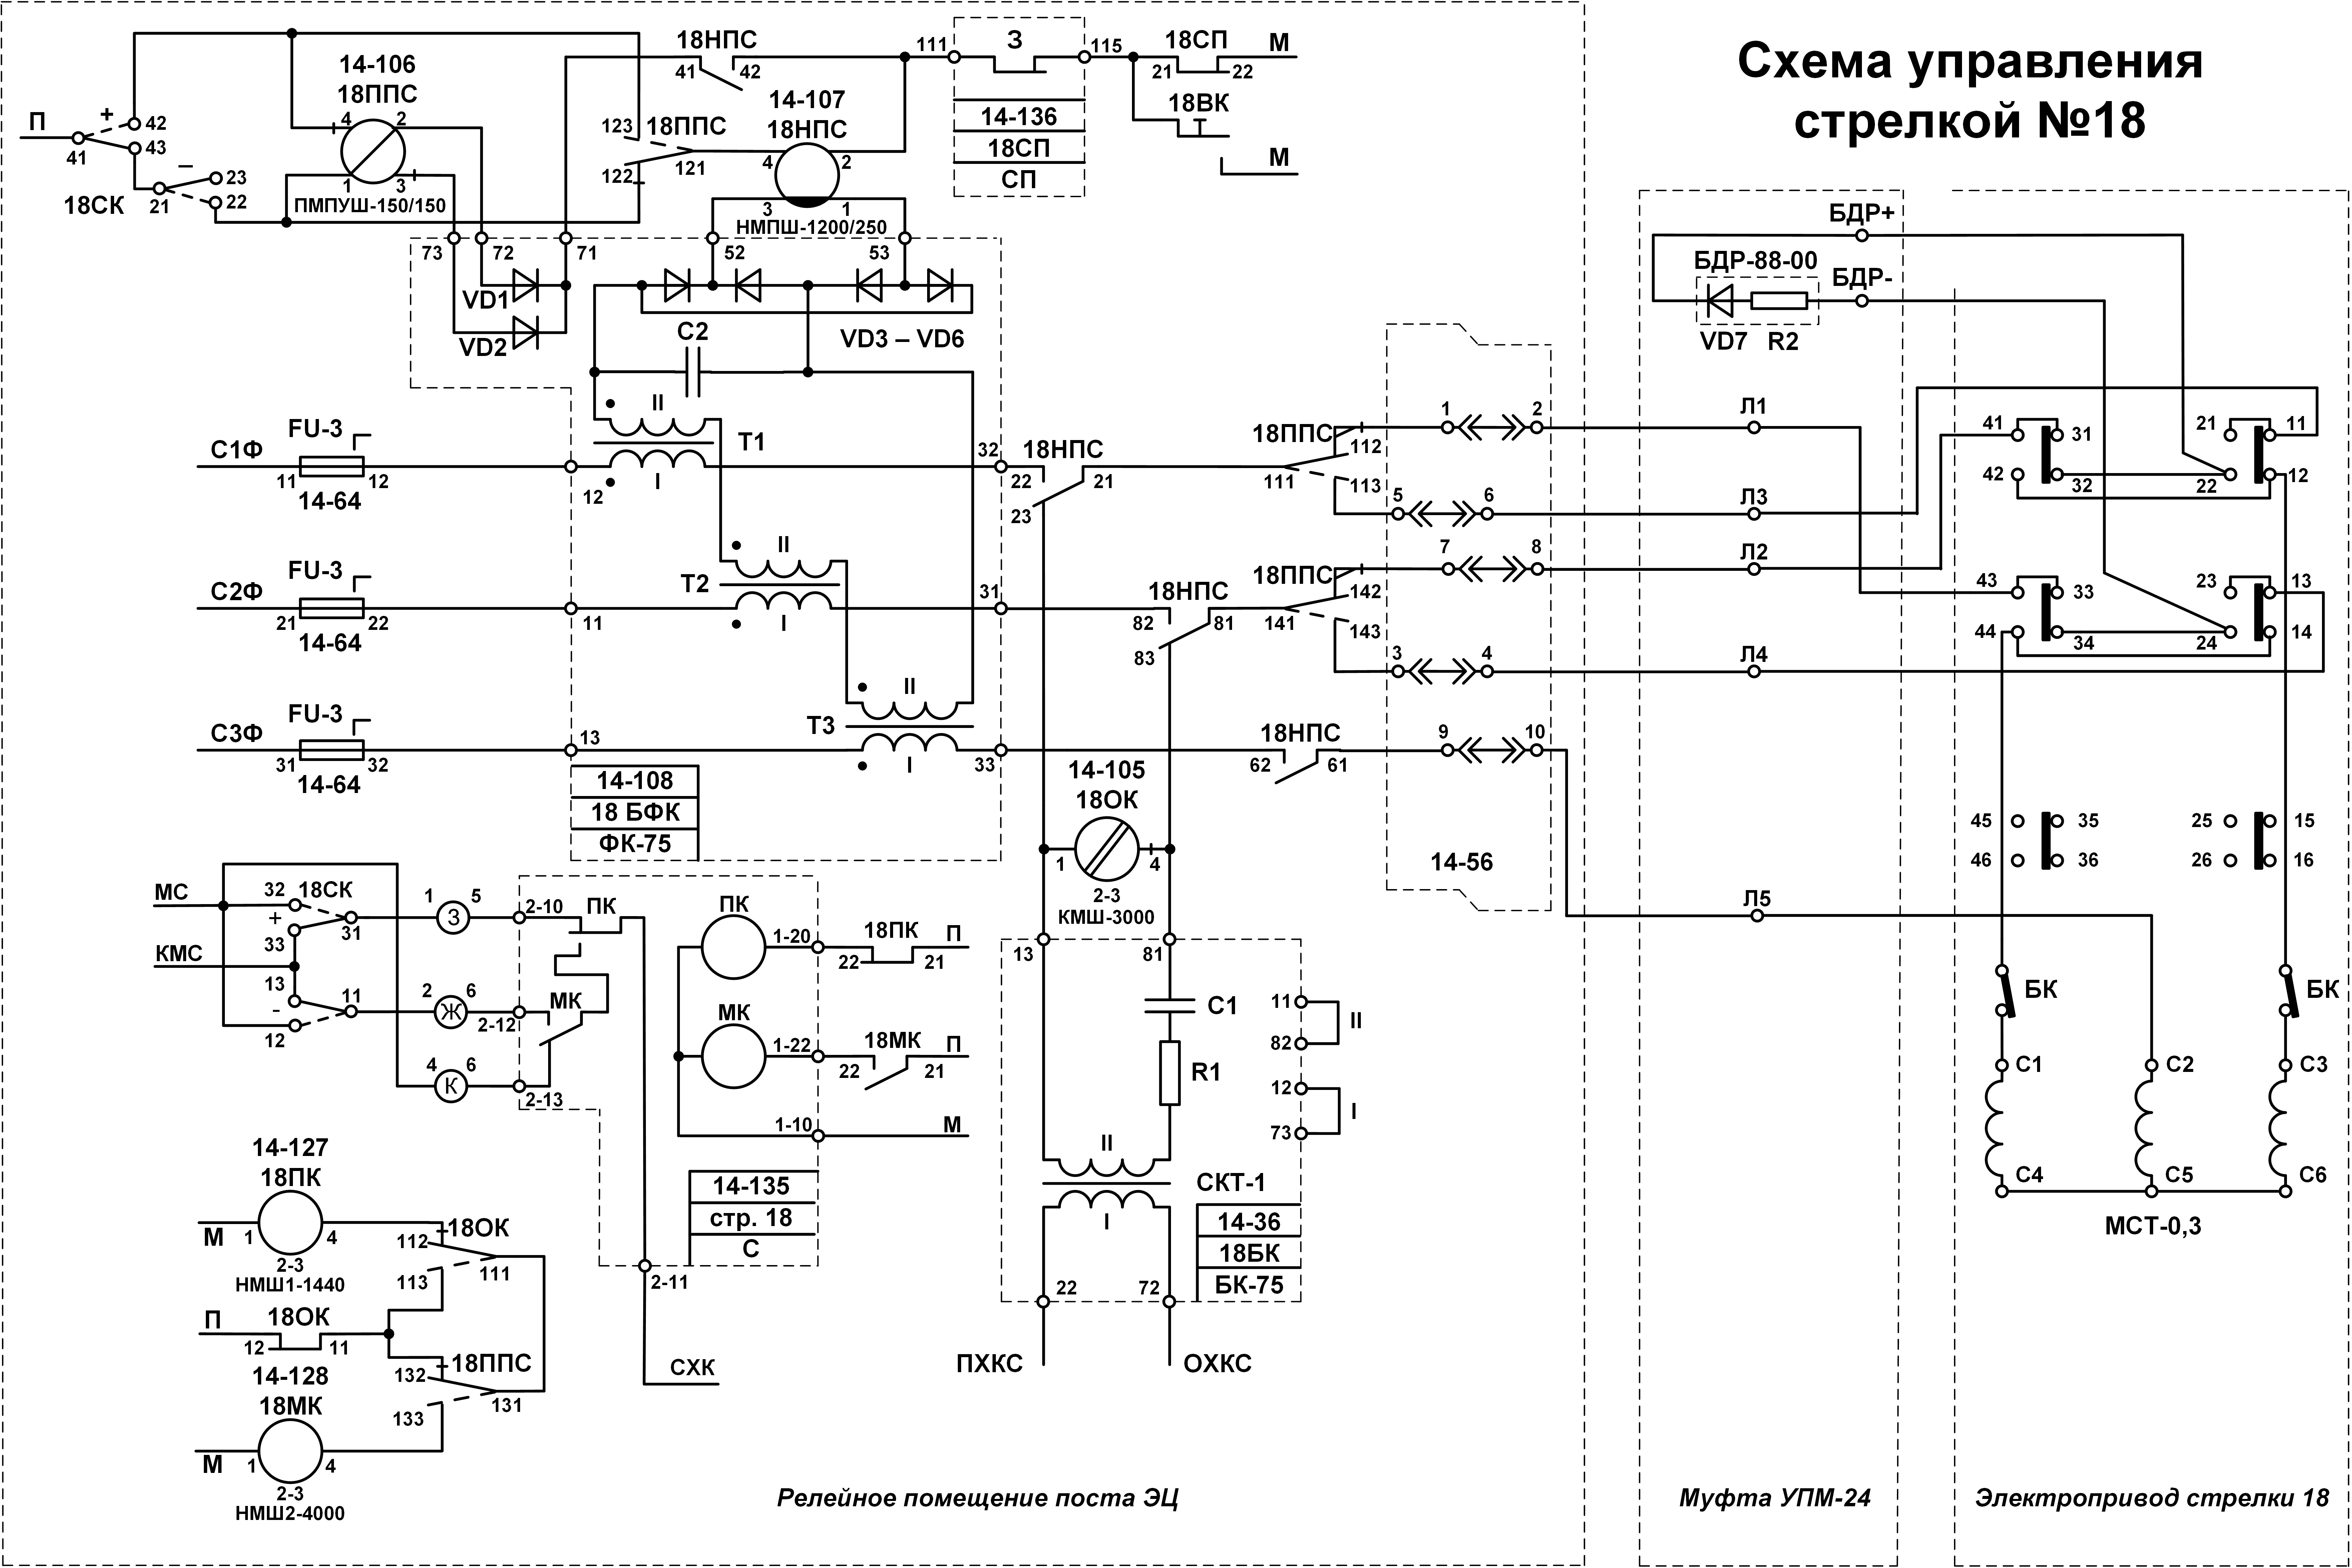 Схема управления
стрелкой №18
П
41
+
42
43
–
18СК
21
23
22
14-106
18ППС
4
2
1
3
ПМПУШ-150/150
18НПС
41
42
123
18ППС
122
121
14-107
18НПС
4
2
3
1
НМПШ-1200/250
111
З
115
14-136
18СП
СП
18СП
М
21
22
18ВК
М
73
72
71
52
53
VD1
VD2
VD3 – VD6
C2
С1Ф
FU-3
11
12
14-64
12
II
I
Т1
32
18НПС
22
21
23
18ППС
111
112
113
С2Ф
FU-3
21
22
14-64
11
II
I
Т2
31
18НПС
82
81
83
18ППС
141
142
143
С3Ф
FU-3
31
32
14-64
13
II
I
Т3
33
18НПС
62
61
14-108
18 БФК
ФК-75
1
2
5
6
7
8
3
4
9
10
14-56
14-105
18ОК
1
4
2-3
КМШ-3000
13
81
C1
R1
11
82
II
12
73
I
II
I
СКТ-1
14-36
18БК
БК-75
22
72
ПХКС
ОХКС
МС
КМС
32
18СК
+
33
31
13
-
12
11
1
З
5
2
Ж
6
4
К
6
2-10
2-12
2-13
ПК
МК
2-11
СХК
ПК
1-20
18ПК
П
22
21
МК
1-22
18МК
П
22
21
1-10
М
14-135
стр. 18
С
14-127
18ПК
М
1
4
2-3
НМШ1-1440
18ОК
112
113
111
П
18ОК
12
11
14-128
18МК
М
1
4
2-3
НМШ2-4000
18ППС
132
133
131
Релейное помещение поста ЭЦ
БДР+
БДР-88-00
БДР-
VD7
R2
Л1
Л3
Л2
Л4
Л5
Муфта УПМ-24
41
31
42
32
21
11
22
12
43
33
44
34
23
13
24
14
45
35
46
36
25
15
26
16
БК
БК
С1
С2
С3
С4
С5
С6
МСТ-0,3
Электропривод стрелки 18